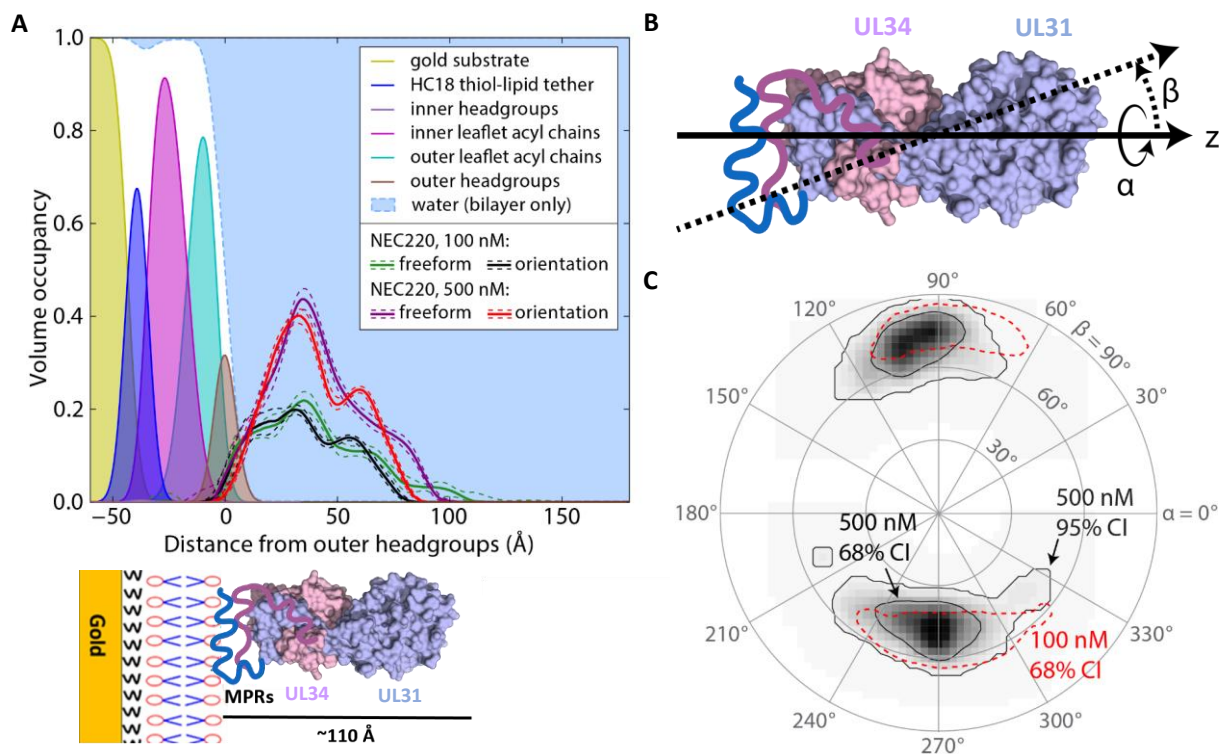 A
Volume occupancy
1.0
0.8
0.6
0.4
0.2
0.0
gold substrate
HC18 thiol-lipid tether
inner headgroups
inner leaflet acyl chains
outer leaflet acyl chains
outer headgroups
water (bilayer only)
NEC220, 100 nM:
freeform orientation
NEC220, 500 nM:
freeform orientation
−50 0 50 100 150
Distance from outer headgroups (Å)
Gold
MPRs UL34 UL31
~110 Å
B
UL34 UL31
β
z
α
C
90°
120° 60°
β = 90°
150° 60° 30°
30°
500 nM
180° 500 nM 95% CI α = 0°
68% CI
210° 100 nM 330°
68% CI
240° 300°
270°